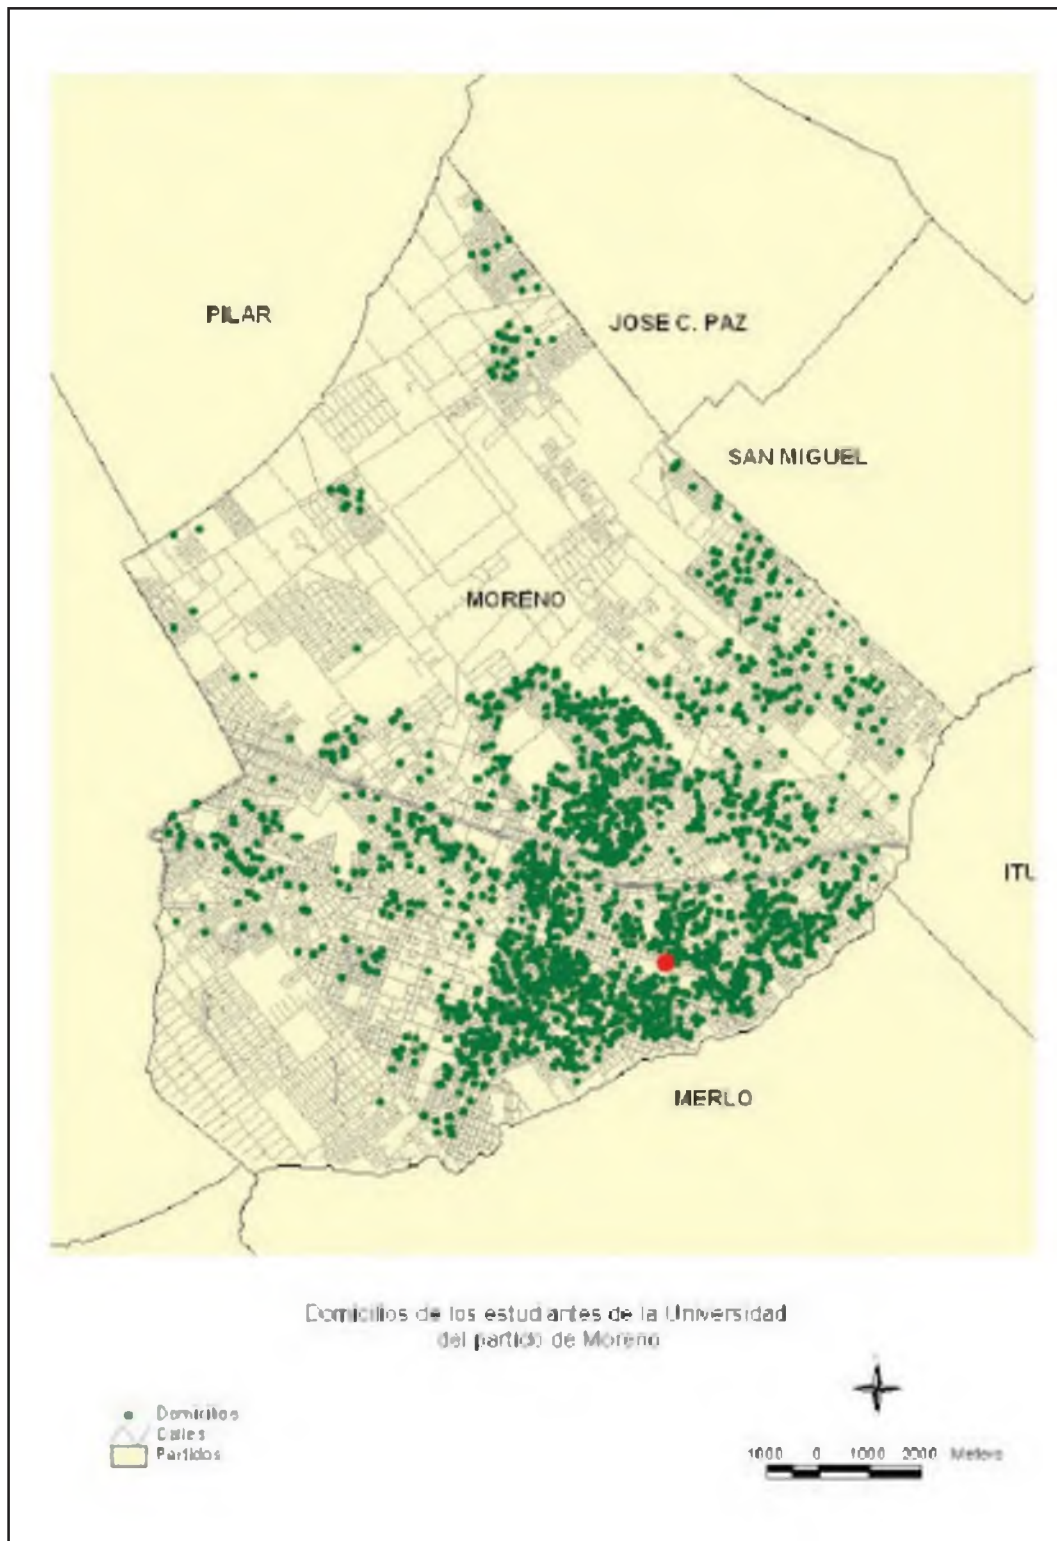 PILAR
JOSE C. PAZ
SAN MIGUEL
MORENO
ITU
MERLO
Domicilios de los estudiantes de la Universidad
del partido de Moreno
Domicilios
Calles
Partidos
1000 0 1000 2000 Meters